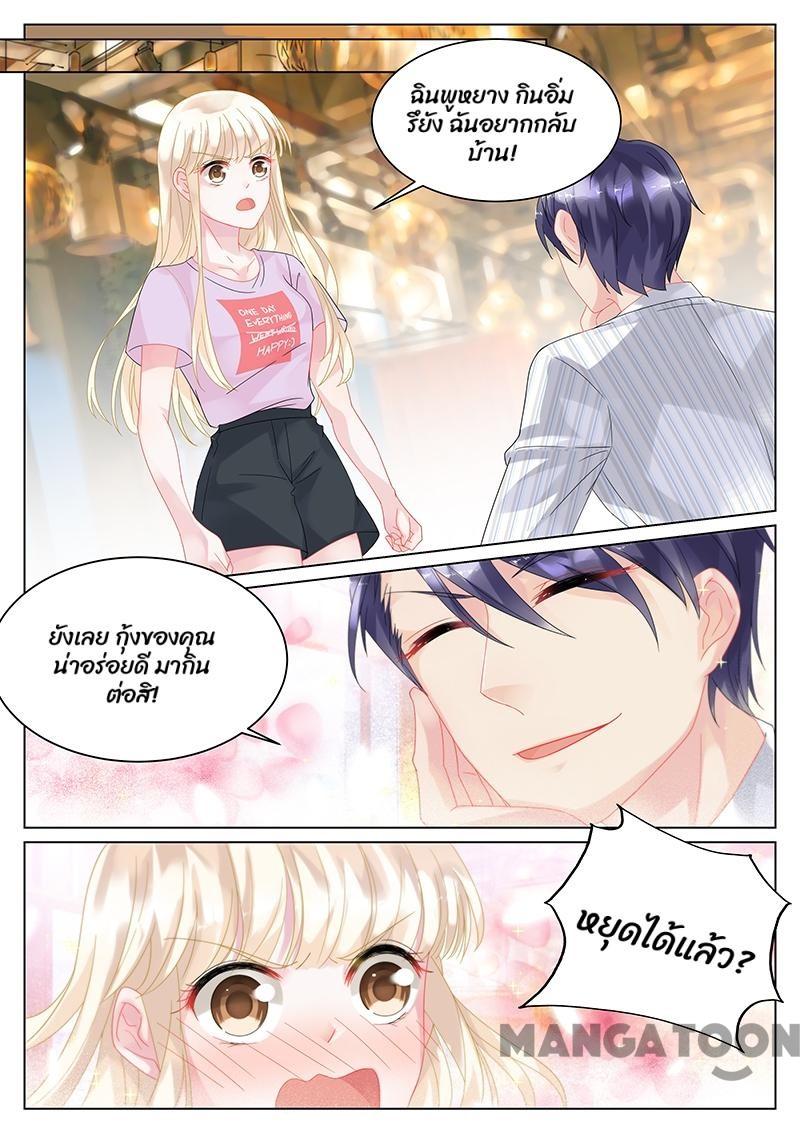 ฉินพูหยาง กินอิ่ม
รึยัง ฉันอยากกลับ
บ้าน!
ONE DAY
EVERYTHING
HAPPY:)
ยังเลย กุ้งของคุณ
น่าอร่อยดี มากิน
ต่อสิ!
หยุดได้แล้ว?
MANGATOON